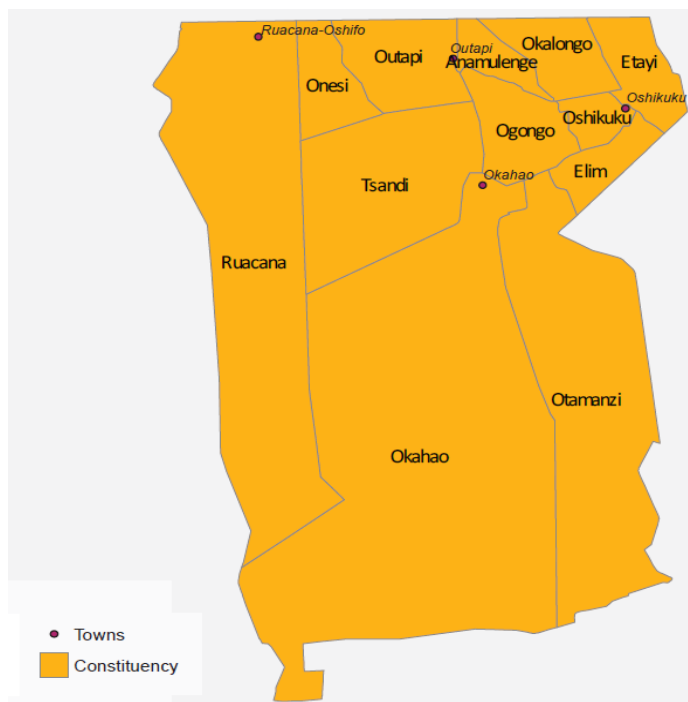 Ruacana-Oshifo
Okalongo
Outapi
Outapi
Anamulenge
Etayi
Onesi
Oshikuku
Oshikuku
Ogongo
Elim
Okahao
Tsandi
Ruacana
Otamanzi
Okahao
Towns
Constituency